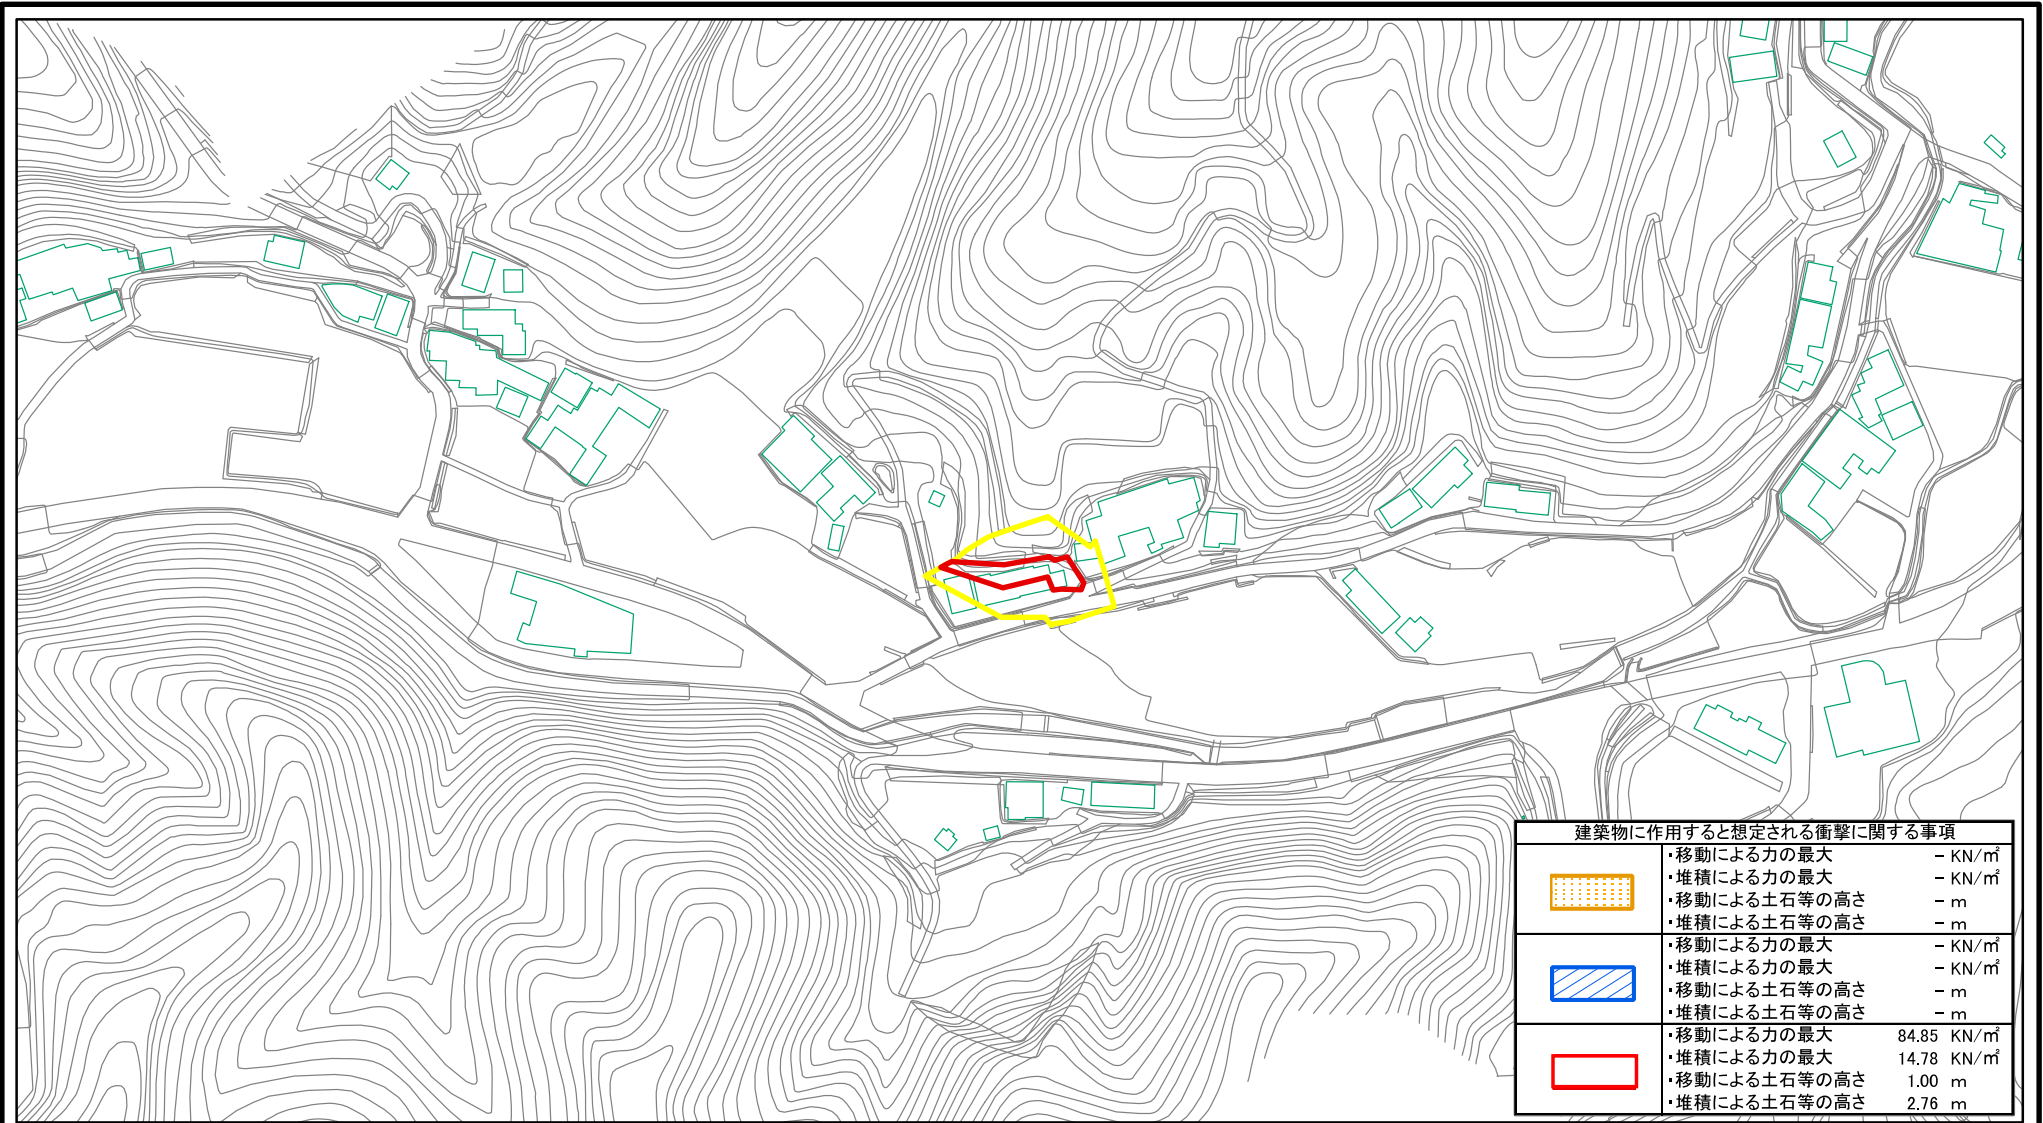 建築物に作用すると想定される衝撃に関する事項
・移動による力の最大 - KN/㎡
・堆積による力の最大 - KN/㎡
・移動による土石等の高さ - m
・堆積による土石等の高さ - m
・移動による力の最大 - KN/㎡
・堆積による力の最大 - KN/㎡
・移動による土石等の高さ - m
・堆積による土石等の高さ - m
・移動による力の最大 84.85 KN/㎡
・堆積による力の最大 14.78 KN/㎡
・移動による土石等の高さ 1.00 m
・堆積による土石等の高さ 2.76 m